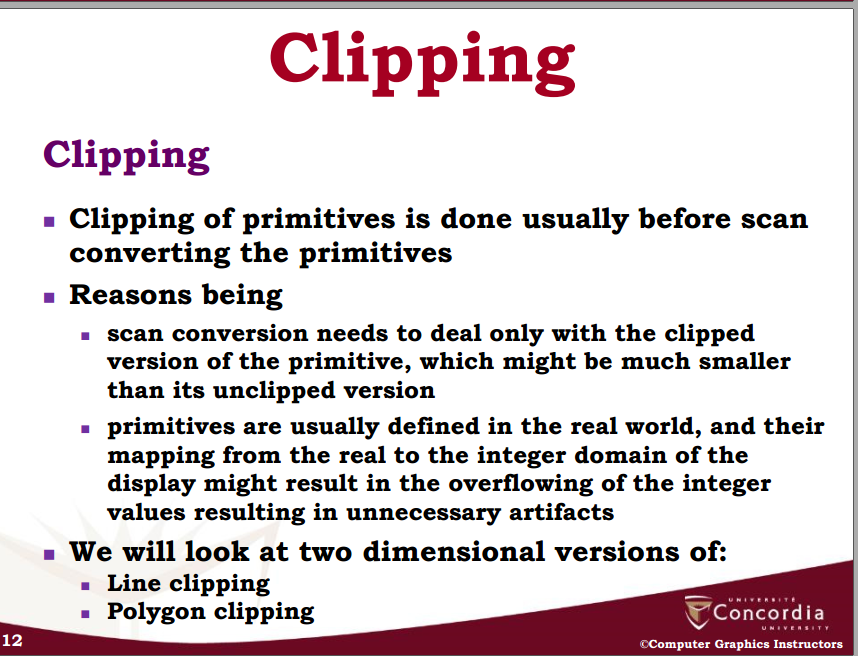 Clipping
Clipping
▪ Clipping of primitives is done usually before scan
converting the primitives
▪ Reasons being
▪ scan conversion needs to deal only with the clipped
version of the primitive, which might be much smaller
than its unclipped version
▪ primitives are usually defined in the real world, and their
mapping from the real to the integer domain of the
display might result in the overflowing of the integer
values resulting in unnecessary artifacts
▪ We will look at two dimensional versions of:
▪ Line clipping
▪ Polygon clipping
UNIVERSITÉ
Concordia
UNIVERSITY
12
©Computer Graphics Instructors